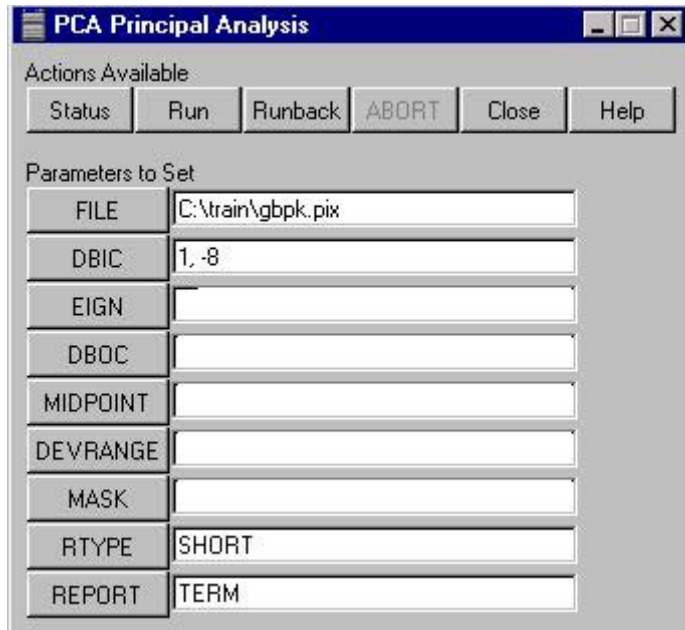 PCA Principal Analysis
Actions Available
Status Run Runback ABORT Close Help
Parameters to Set
FILE C:\train\gbpk.pix
DBIC 1, -8
EIGN
DBOC
MIDPOINT
DEVRANGE
MASK
RTYPE SHORT
REPORT TERM